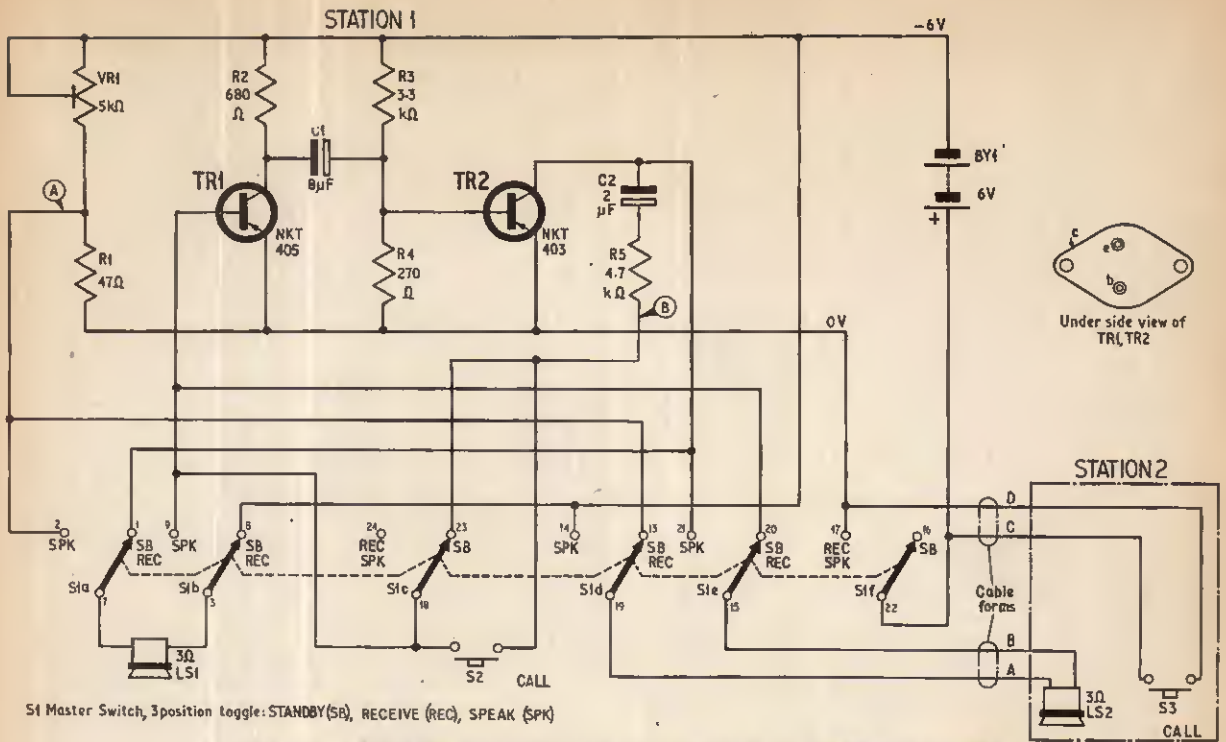 STATION 1
-6V
VR1
5kΩ
R2
680
Ω
R3
3·3
kΩ
C1
8μF
TR1
NKT
405
TR2
NKT
403
C2
2
μF
R5
4.7
kΩ
BY1
6V
+
A
R1
47Ω
R4
270
Ω
B
0V
c
e
b
Under side view of
TR1, TR2
STATION 2
D
C
2
SPK
1
SB
REC
9
SPK
8
SB
REC
24
REC
SPK
23
SB
14
SPK
13
SB
REC
21
SPK
20
SB
REC
17
REC
SPK
16
SB
S1a
7
S1b
3
S1c
18
S1d
19
S1e
15
S1f
22
Cable
forms
3Ω
LS1
S2
CALL
B
A
3Ω
LS2
S3
CALL
S1 Master Switch, 3position toggle: STANDBY(SB), RECEIVE (REC), SPEAK (SPK)